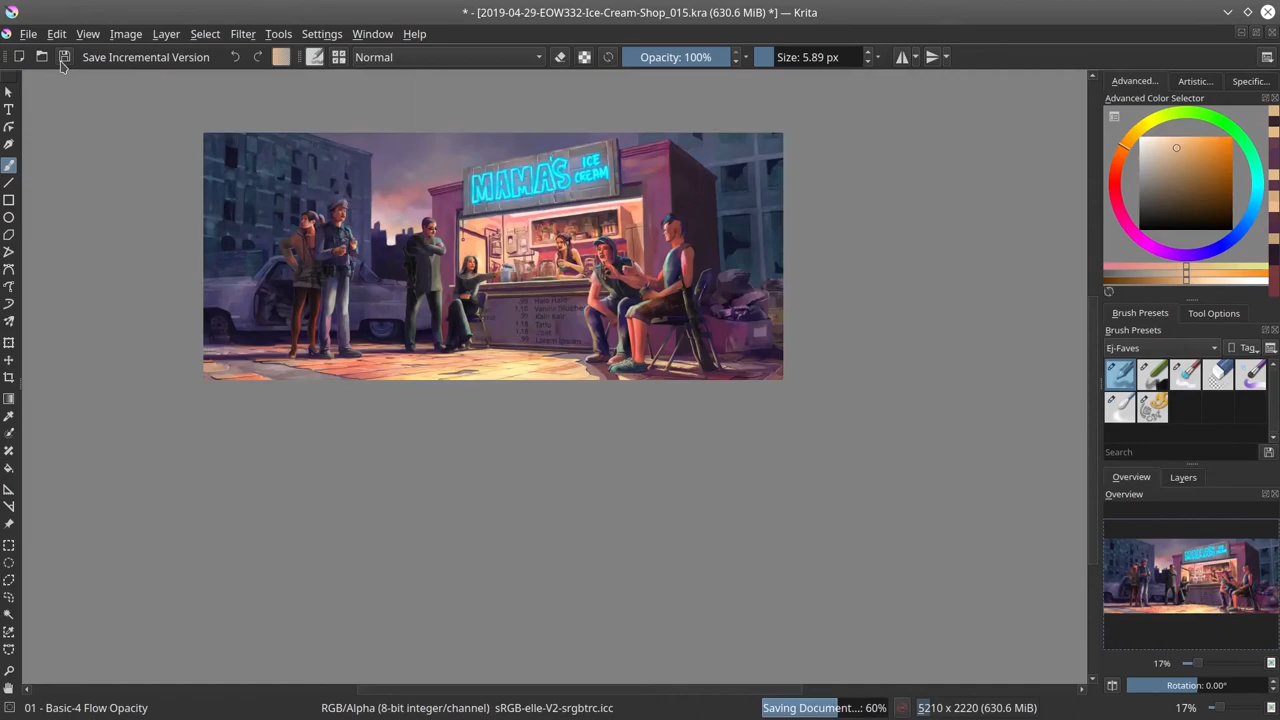 * - [2019-04-29-EOW332-Ice-Cream-Shop_015.kra (630.6 MiB) *] — Krita
File Edit View Image Layer Select Filter Tools Settings Window Help
Save Incremental Version Normal Opacity: 100% Size: 5.89 px
Advanced... Artistic... Specific...
Advanced Color Selector
MAMA'S ICE CREAM
Brush Presets Tool Options
Brush Presets
Ej-Faves Tag
Search
Overview Layers
Overview
17%
Rotation: 0.00°
01 - Basic-4 Flow Opacity RGB/Alpha (8-bit integer/channel) sRGB-elle-V2-srgbtrc.icc Saving Document...: 60% 5210 x 2220 (630.6 MiB) 17%